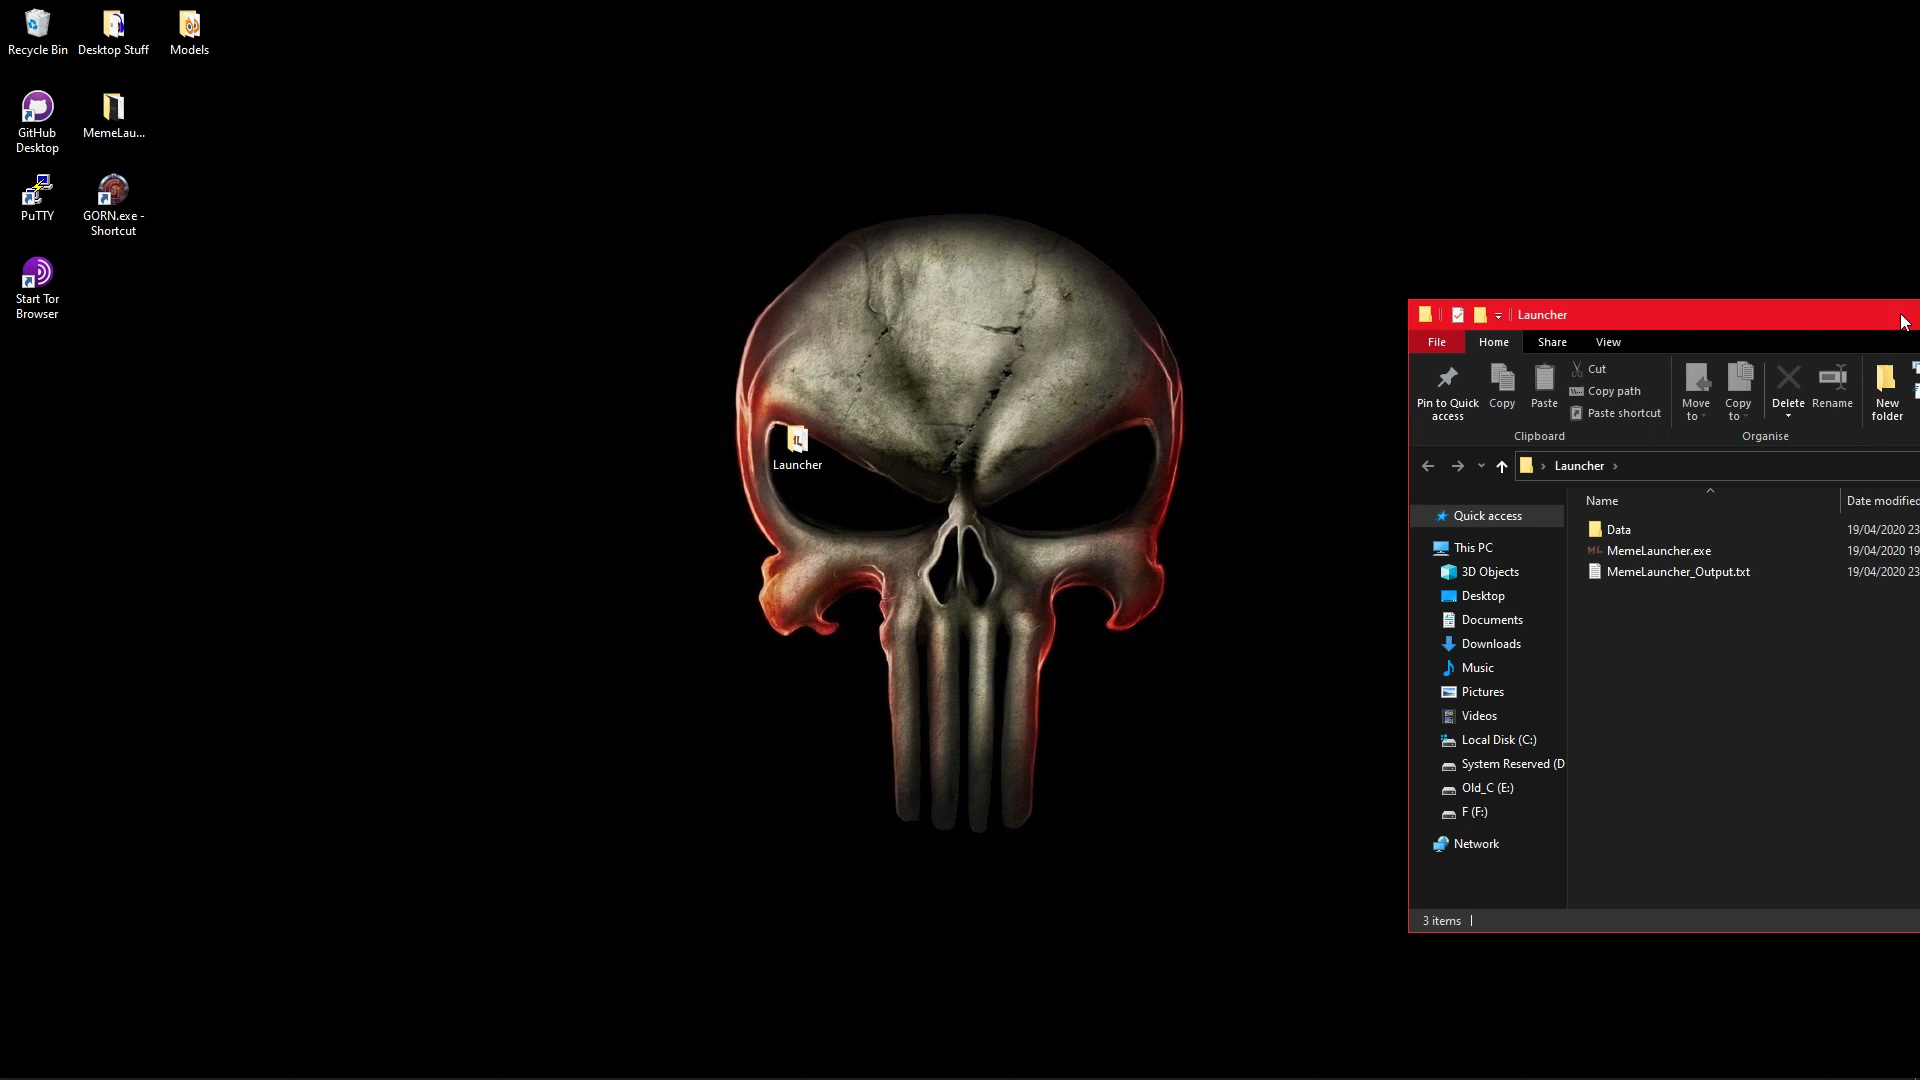 Recycle Bin
Desktop Stuff
Models
GitHub
Desktop
MemeLau...
PuTTY
GORN.exe -
Shortcut
Start Tor
Browser
Launcher
Launcher
File
Home
Share
View
Pin to Quick
access
Copy
Paste
Cut
Copy path
Paste shortcut
Clipboard
Move
to
Copy
to
Delete
Rename
Organise
New
folder
Launcher
Name
Date modified
Quick access
This PC
3D Objects
Desktop
Documents
Downloads
Music
Pictures
Videos
Local Disk (C:)
System Reserved (D
Old_C (E:)
F (F:)
Network
Data
19/04/2020 23
MemeLauncher.exe
19/04/2020 19
MemeLauncher_Output.txt
19/04/2020 23
3 items